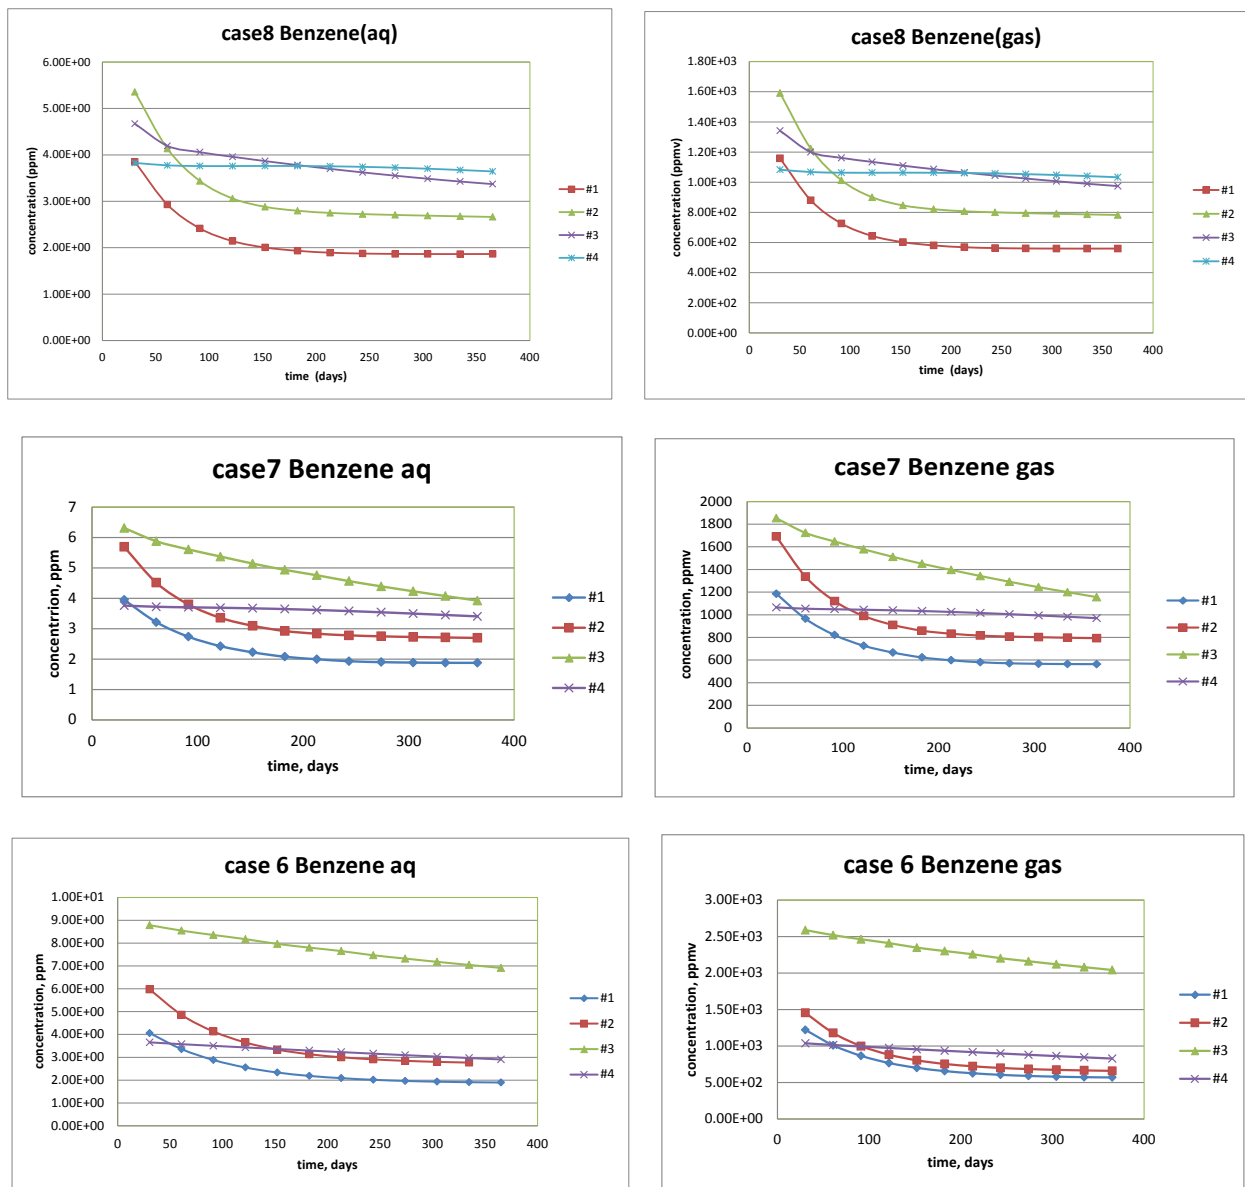 case8 Benzene(aq)
concentration (ppm)
6.00E+00
5.00E+00
4.00E+00
3.00E+00
2.00E+00
1.00E+00
0.00E+00
0 50 100 150 200 250 300 350 400
time (days)
#1
#2
#3
#4
case8 Benzene(gas)
concentration (ppmv)
1.80E+03
1.60E+03
1.40E+03
1.20E+03
1.00E+03
8.00E+02
6.00E+02
4.00E+02
2.00E+02
0.00E+00
0 50 100 150 200 250 300 350 400
time (days)
#1
#2
#3
#4
case7 Benzene aq
concentrrion, ppm
7
6
5
4
3
2
1
0
0 100 200 300 400
time, days
#1
#2
#3
#4
case7 Benzene gas
concentration, ppmv
2000
1800
1600
1400
1200
1000
800
600
400
200
0
0 100 200 300 400
time, days
#1
#2
#3
#4
case 6 Benzene aq
concentration, ppm
1.00E+01
9.00E+00
8.00E+00
7.00E+00
6.00E+00
5.00E+00
4.00E+00
3.00E+00
2.00E+00
1.00E+00
0.00E+00
0 50 100 150 200 250 300 350 400
time, days
#1
#2
#3
#4
case 6 Benzene gas
concentration, ppmv
3.00E+03
2.50E+03
2.00E+03
1.50E+03
1.00E+03
5.00E+02
0.00E+00
0 100 200 300 400
time, days
#1
#2
#3
#4